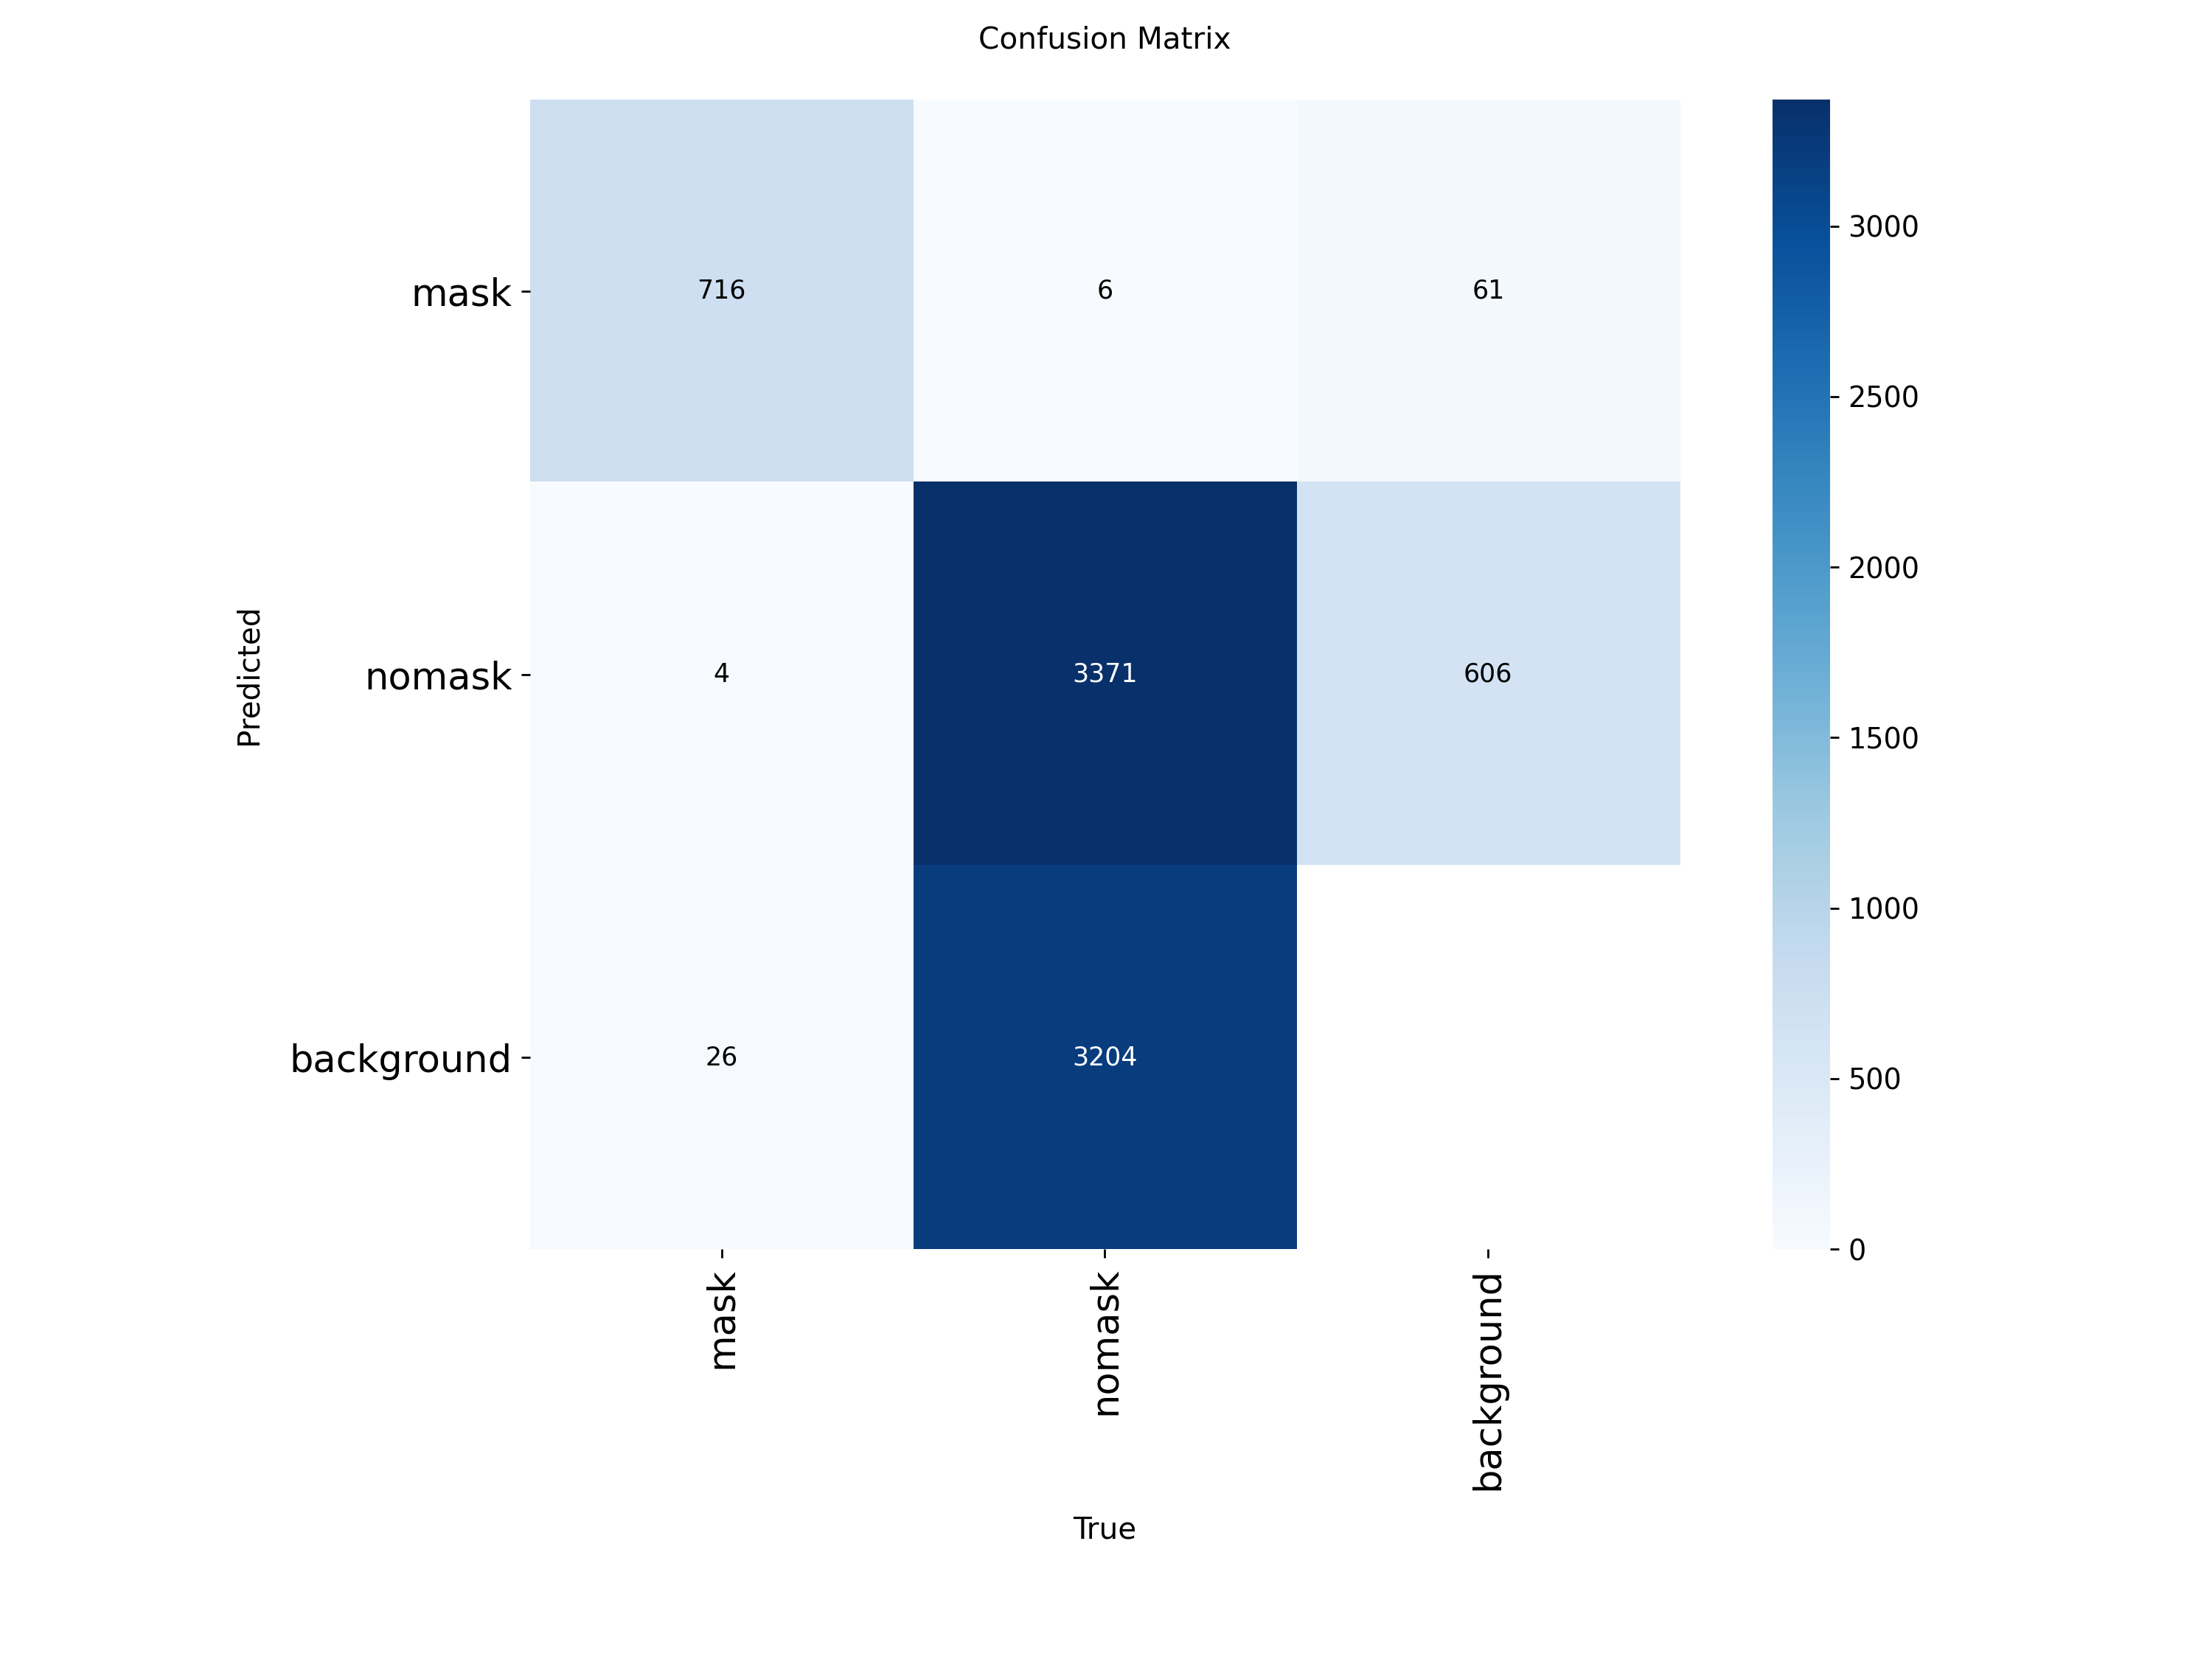 Confusion Matrix
mask
716
6
61
nomask
4
3371
606
background
26
3204
Predicted
mask
nomask
background
True
3000
2500
2000
1500
1000
500
0